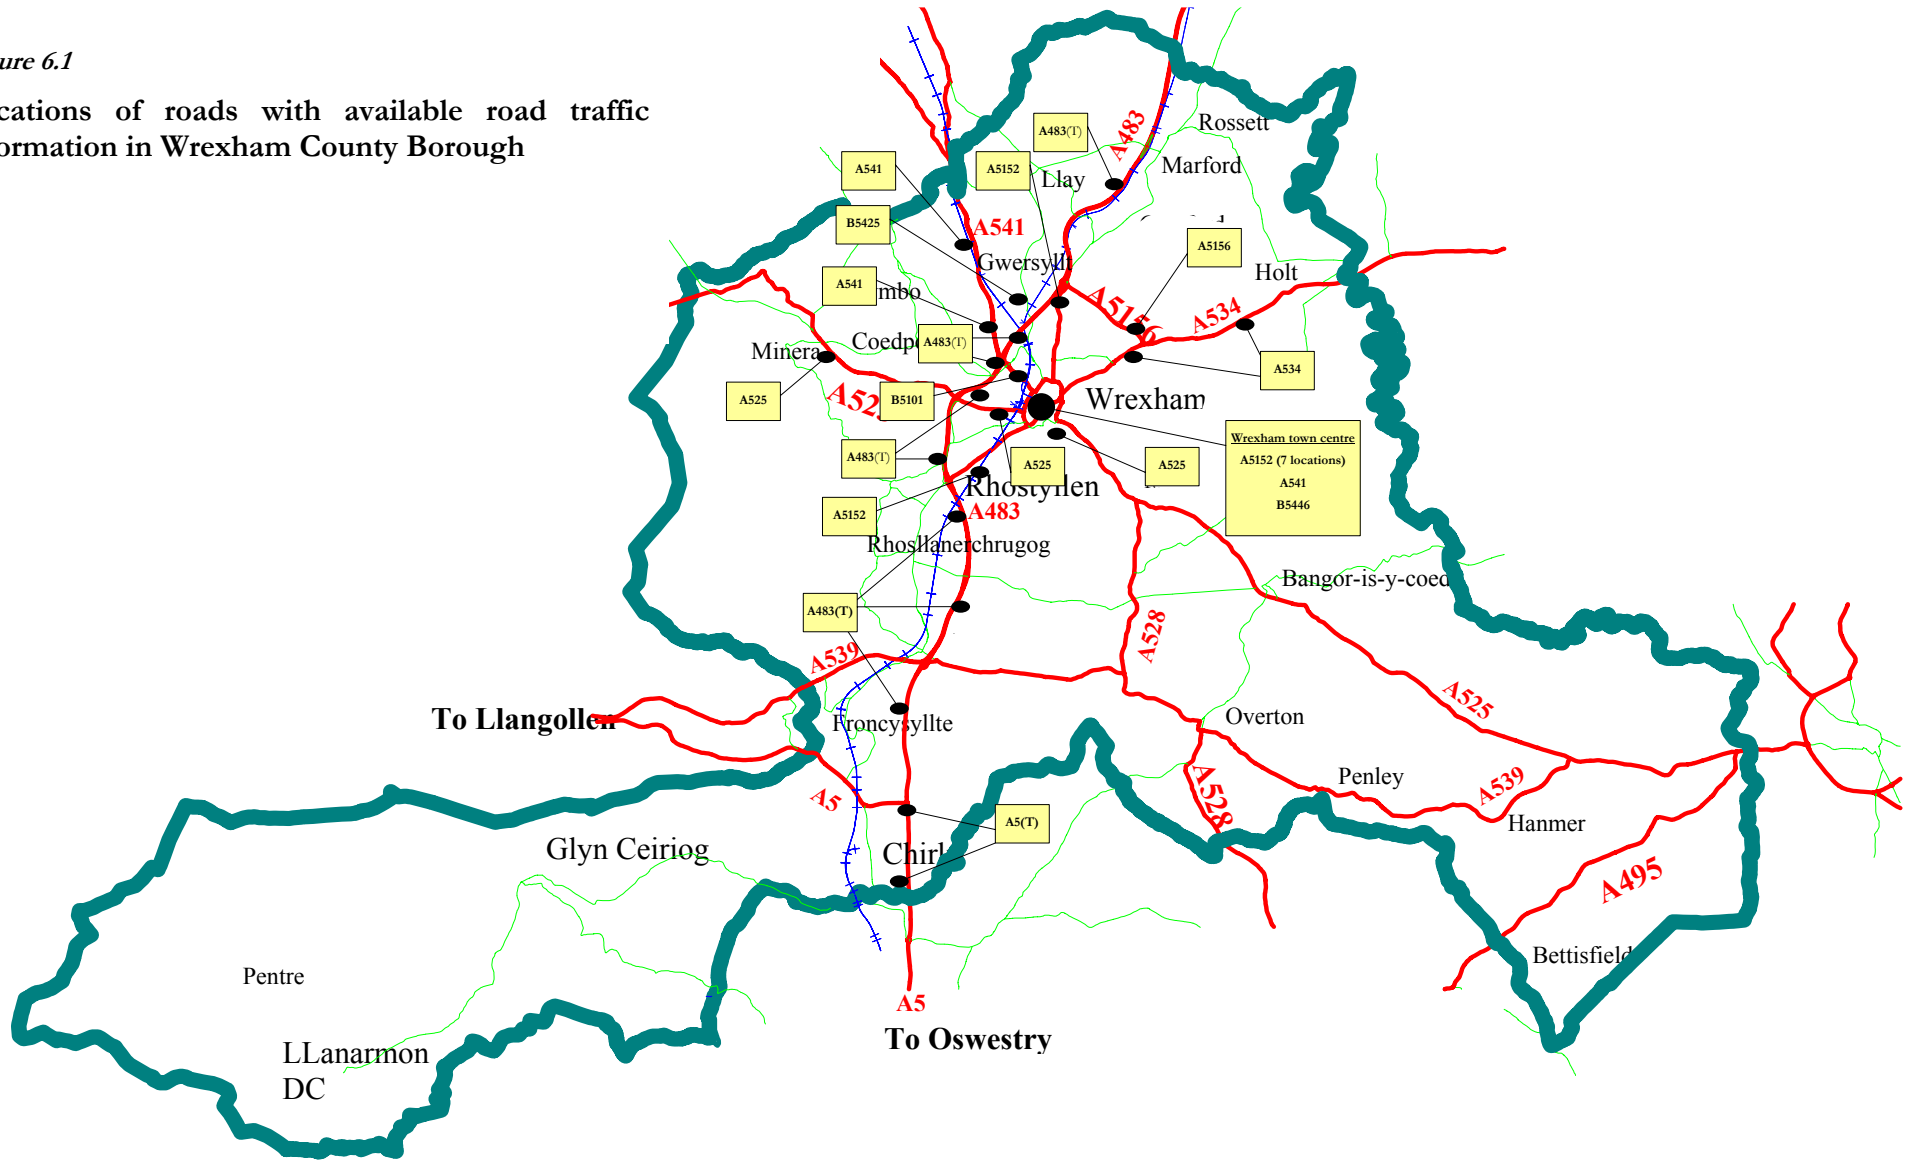 ure 6.1
cations of roads with available road traffic
ormation in Wrexham County Borough
A483
Rossett
A483(T)
Marford
A541
A5152
Llay
B5425
A541
A5156
Gwersyllt
Holt
A541
mbo
A5156
A534
Minera
Coedpo
A483(T)
A534
A525
A525
B5101
Wrexham
Wrexham town centre
A5152 (7 locations)
A541
B5446
A483(T)
A525
A525
Rhostyllen
A5152
A483
Rhosllanerchrugog
Bangor-is-y-coed
A483(T)
A528
A539
A525
To Llangollen
Froncysyllte
Overton
Penley
A539
A5
A528
A5(T)
Hanmer
Glyn Ceiriog
Chirk
A495
Bettisfield
Pentre
A5
To Oswestry
LLanarmon
DC